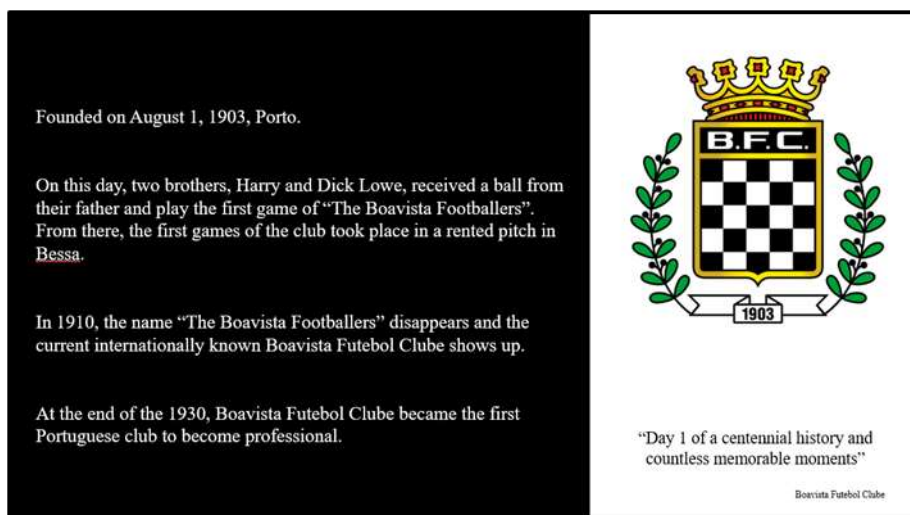 Founded on August 1, 1903, Porto.
On this day, two brothers, Harry and Dick Lowe, received a ball from
their father and play the first game of “The Boavista Footballers”.
From there, the first games of the club took place in a rented pitch in
Bessa.
In 1910, the name “The Boavista Footballers” disappears and the
current internationally known Boavista Futebol Clube shows up.
At the end of the 1930, Boavista Futebol Clube became the first
Portuguese club to become professional.
B.F.C.
1903
“Day 1 of a centennial history and
countless memorable moments”
Boavista Futebol Clube